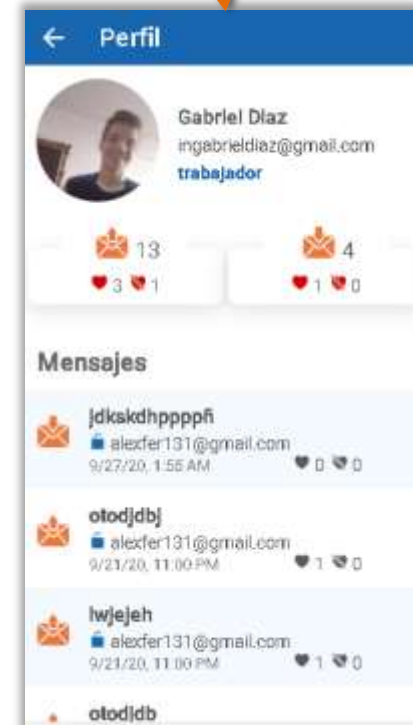 Perfil
Gabriel Diaz
ingabrieldiaz@gmail.com
trabajador
13 4
3 1 1 0
Mensajes
jdkskdhppppñ
alexfer131@gmail.com
9/27/20, 1:55 AM 0 0
otodjdbj
alexfer131@gmail.com
9/21/20, 11:00 PM 1 0
lwjejeh
alexfer131@gmail.com
9/21/20, 11:00 PM 1 0
otodjdb